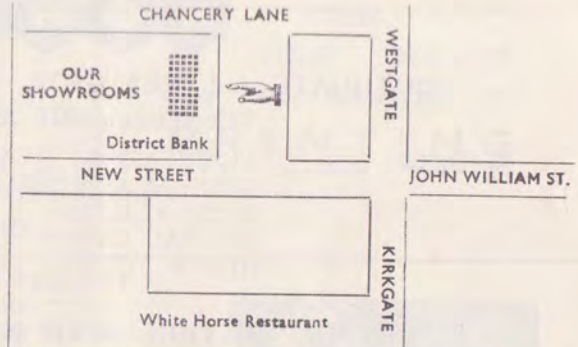 CHANCERY LANE
WESTGATE
OUR
SHOWROOMS
District Bank
NEW STREET
JOHN WILLIAM ST.
KIRKGATE
White Horse Restaurant